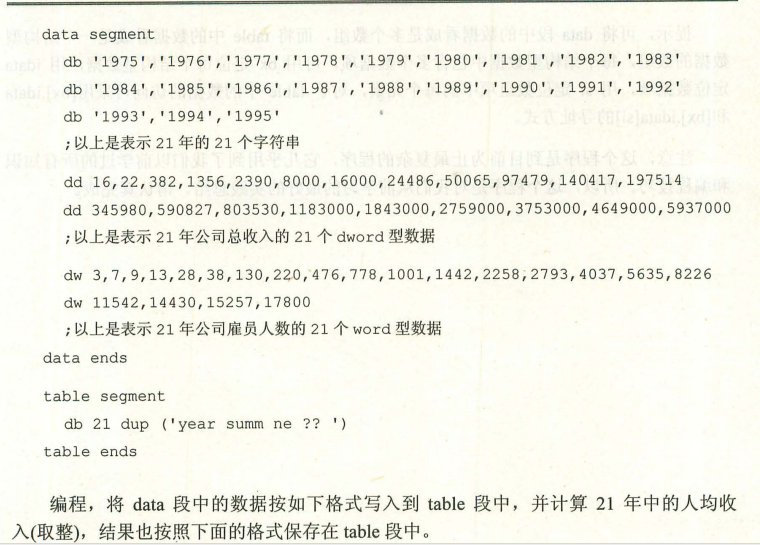 data segment
db '1975','1976','1977','1978','1979','1980','1981','1982','1983'
db '1984','1985','1986','1987','1988','1989','1990','1991','1992'
db '1993','1994','1995'
;以上是表示 21 年的 21 个字符串
dd 16,22,382,1356,2390,8000,16000,24486,50065,97479,140417,197514
dd 345980,590827,803530,1183000,1843000,2759000,3753000,4649000,5937000
;以上是表示 21 年公司总收入的 21 个 dword 型数据
dw 3,7,9,13,28,38,130,220,476,778,1001,1442,2258,2793,4037,5635,8226
dw 11542,14430,15257,17800
;以上是表示 21 年公司雇员人数的 21 个 word 型数据
data ends
table segment
db 21 dup ('year summ ne ?? ')
table ends
编程，将 data 段中的数据按如下格式写入到 table 段中，并计算 21 年中的人均收
入(取整)，结果也按照下面的格式保存在 table 段中。